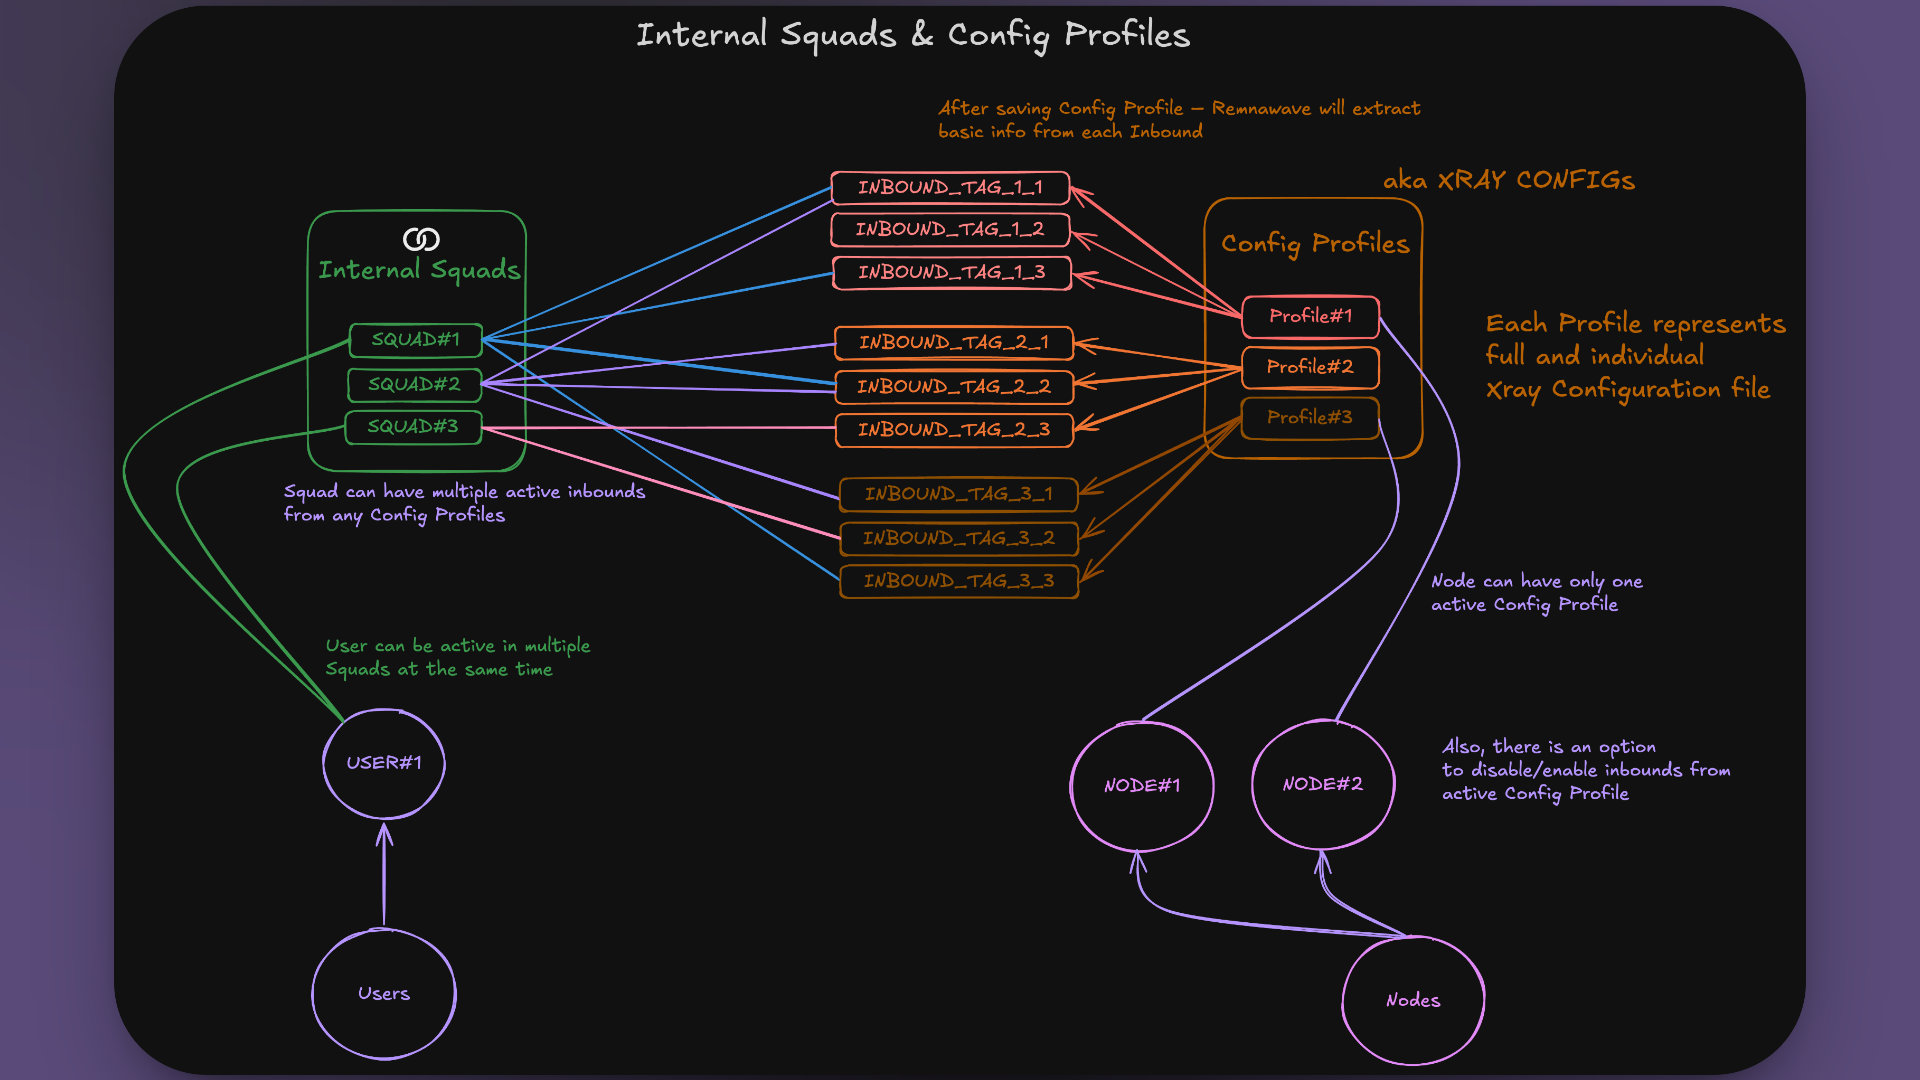 Internal Squads & Config Profiles
After saving Config Profile – Remnawave will extract
basic info from each Inbound
aka XRAY CONFIGs
Internal Squads
SQUAD#1
SQUAD#2
SQUAD#3
Squad can have multiple active inbounds
from any Config Profiles
INBOUND_TAG_1_1
INBOUND_TAG_1_2
INBOUND_TAG_1_3
INBOUND_TAG_2_1
INBOUND_TAG_2_2
INBOUND_TAG_2_3
INBOUND_TAG_3_1
INBOUND_TAG_3_2
INBOUND_TAG_3_3
Config Profiles
Profile#1
Profile#2
Profile#3
Each Profile represents
full and individual
Xray Configuration file
Node can have only one
active Config Profile
User can be active in multiple
Squads at the same time
USER#1
Users
NODE#1
NODE#2
Also, there is an option
to disable/enable inbounds from
active Config Profile
Nodes